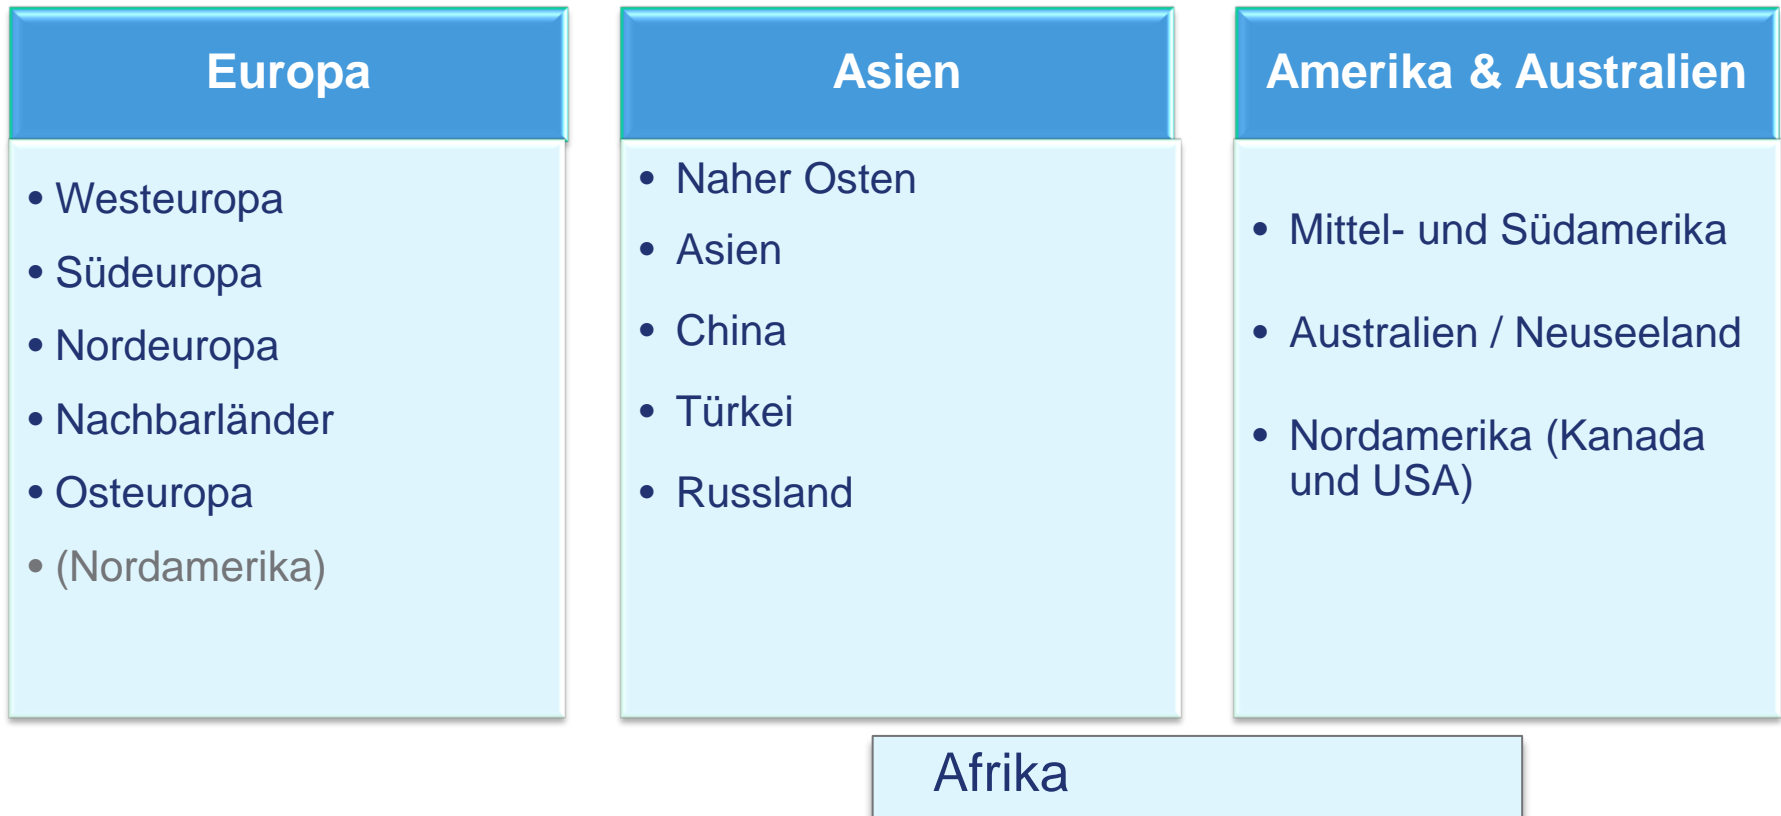 Europa
• Westeuropa
• Südeuropa
• Nordeuropa
• Nachbarländer
• Osteuropa
• (Nordamerika)
Asien
• Naher Osten
• Asien
• China
• Türkei
• Russland
Amerika & Australien
• Mittel- und Südamerika
• Australien / Neuseeland
• Nordamerika (Kanada
und USA)
Afrika